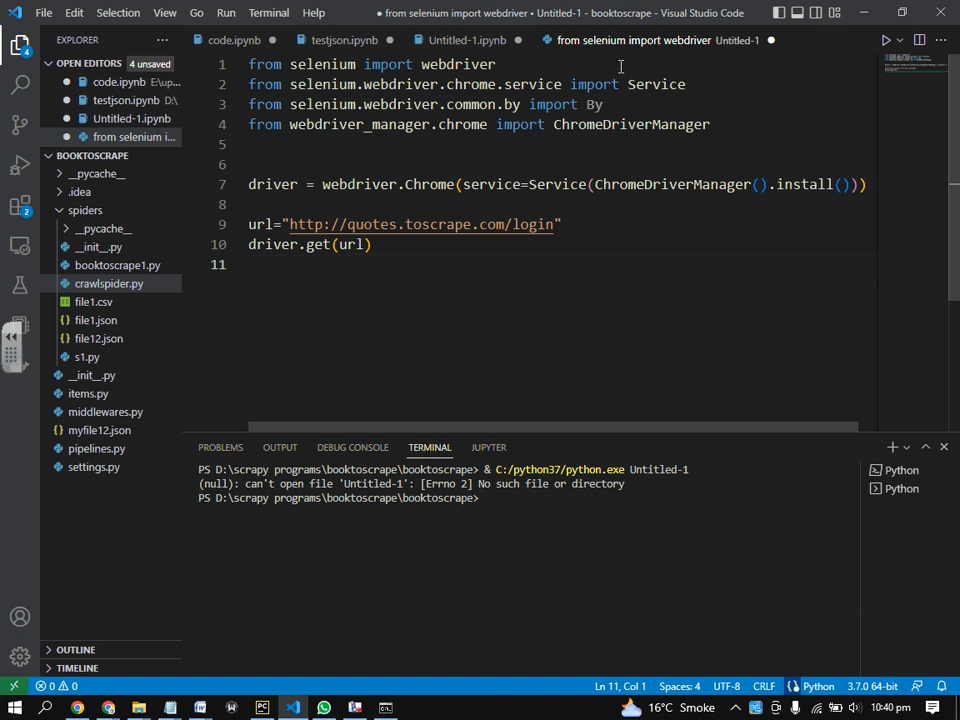 File Edit Selection View Go Run Terminal Help
● from selenium import webdriver • Untitled-1 - booktoscrape - Visual Studio Code
EXPLORER
code.ipynb
testjson.ipynb
Untitled-1.ipynb
from selenium import webdriver Untitled-1
4
2
OPEN EDITORS 4 unsaved
code.ipynb E:\up...
testjson.ipynb D:\
Untitled-1.ipynb
from selenium i...
BOOKTOSCRAPE
__pycache__
.idea
spiders
__pycache__
__init__.py
booktoscrape1.py
crawlspider.py
file1.csv
file1.json
file12.json
s1.py
__init__.py
items.py
middlewares.py
myfile12.json
pipelines.py
settings.py
OUTLINE
TIMELINE
1 from selenium import webdriver
2 from selenium.webdriver.chrome.service import Service
3 from selenium.webdriver.common.by import By
4 from webdriver_manager.chrome import ChromeDriverManager
5
6
7 driver = webdriver.Chrome(service=Service(ChromeDriverManager().install()))
8
9 url="http://quotes.toscrape.com/login"
10 driver.get(url)
11
PROBLEMS OUTPUT DEBUG CONSOLE TERMINAL JUPYTER
PS D:\scrapy programs\booktoscrape\booktoscrape> & C:/python37/python.exe Untitled-1
(null): can't open file 'Untitled-1': [Errno 2] No such file or directory
PS D:\scrapy programs\booktoscrape\booktoscrape>
Python
Python
0 0 Ln 11, Col 1 Spaces: 4 UTF-8 CRLF Python 3.7.0 64-bit
16°C Smoke 10:40 pm